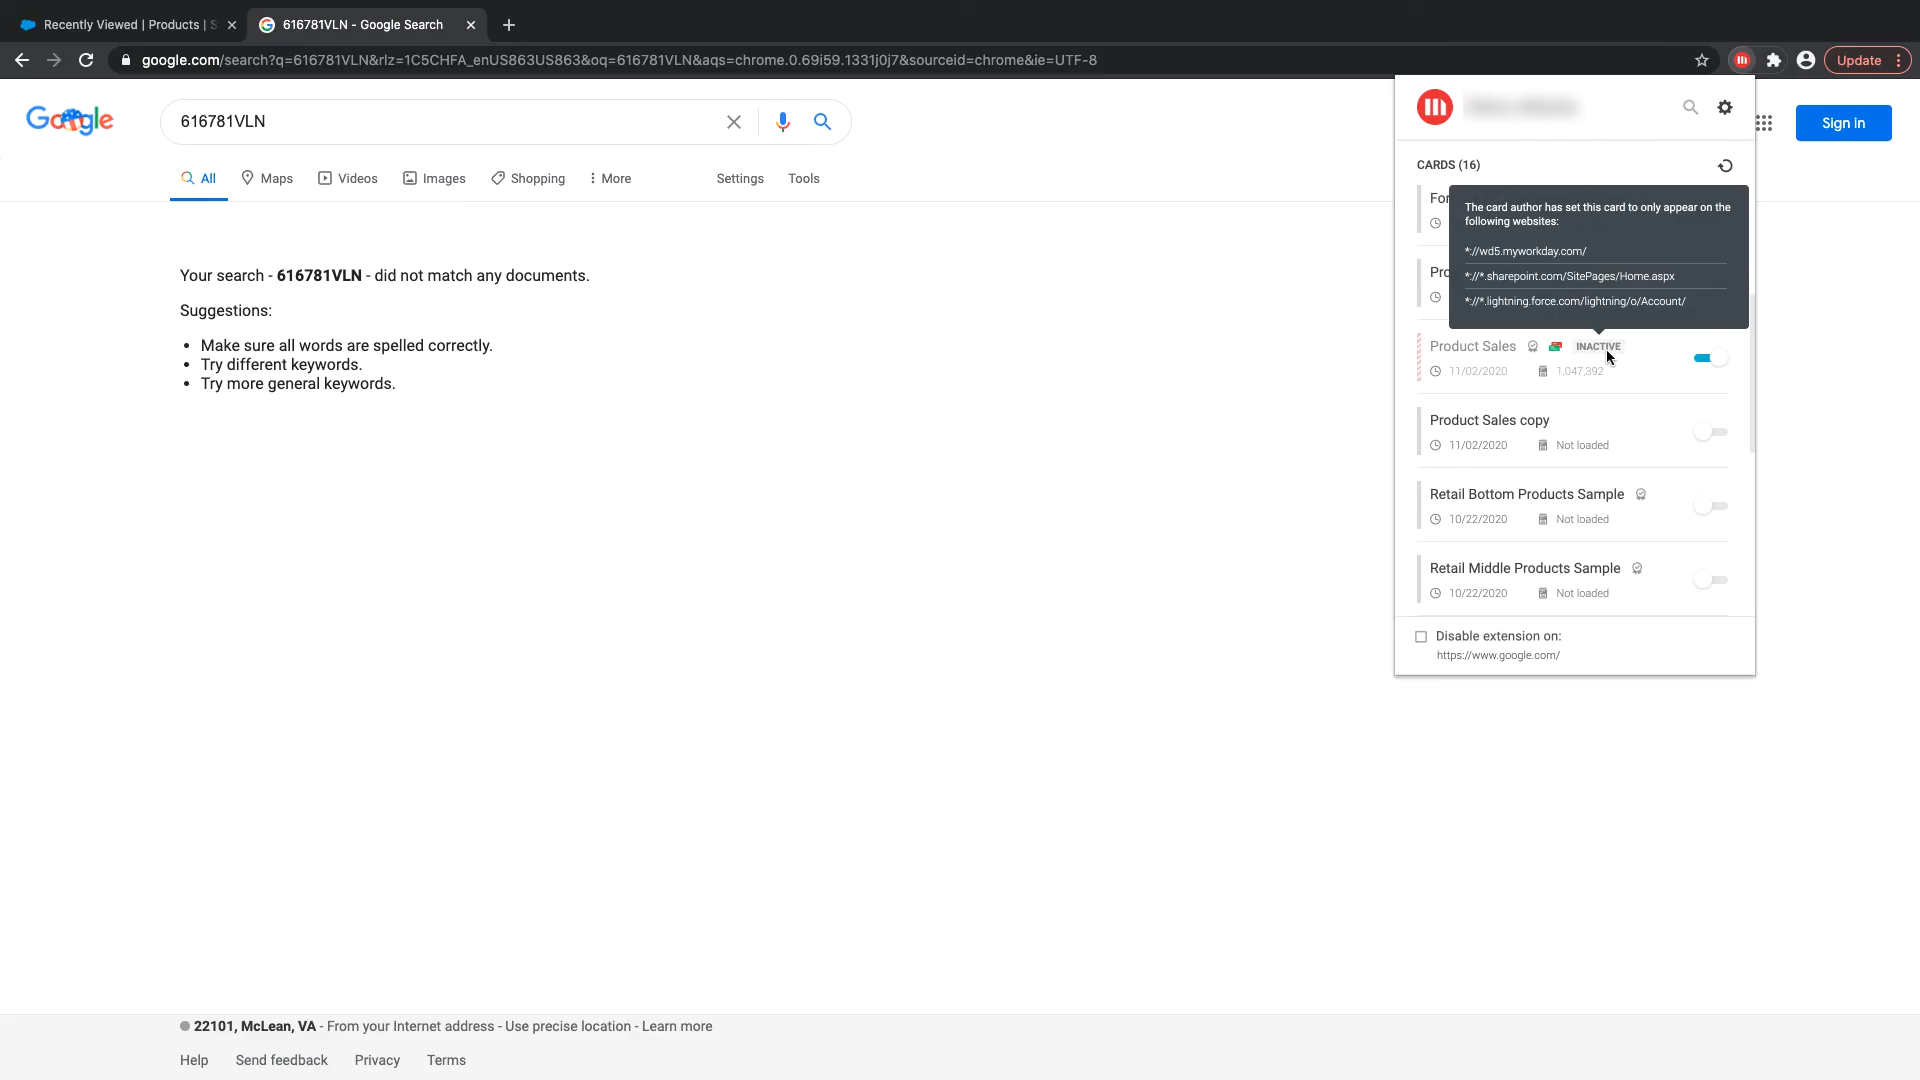 Recently Viewed | Products | S
616781VLN - Google Search
google.com/search?q=616781VLN&rlz=1C5CHFA_enUS863US863&oq=616781VLN&aqs=chrome.0.69i59.1331j0j7&sourceid=chrome&ie=UTF-8
Update
Google
616781VLN
Sign in
All
Maps
Videos
Images
Shopping
More
Settings
Tools
Your search - 616781VLN - did not match any documents.
Suggestions:
Make sure all words are spelled correctly.
Try different keywords.
Try more general keywords.
CARDS (16)
For
The card author has set this card to only appear on the
following websites:
*://wd5.myworkday.com/
Pro
*://*.sharepoint.com/SitePages/Home.aspx
*://*.lightning.force.com/lightning/o/Account/
Product Sales INACTIVE
11/02/2020 1,047,392
Product Sales copy
11/02/2020 Not loaded
Retail Bottom Products Sample
10/22/2020 Not loaded
Retail Middle Products Sample
10/22/2020 Not loaded
Disable extension on:
https://www.google.com/
22101, McLean, VA - From your Internet address - Use precise location - Learn more
Help
Send feedback
Privacy
Terms